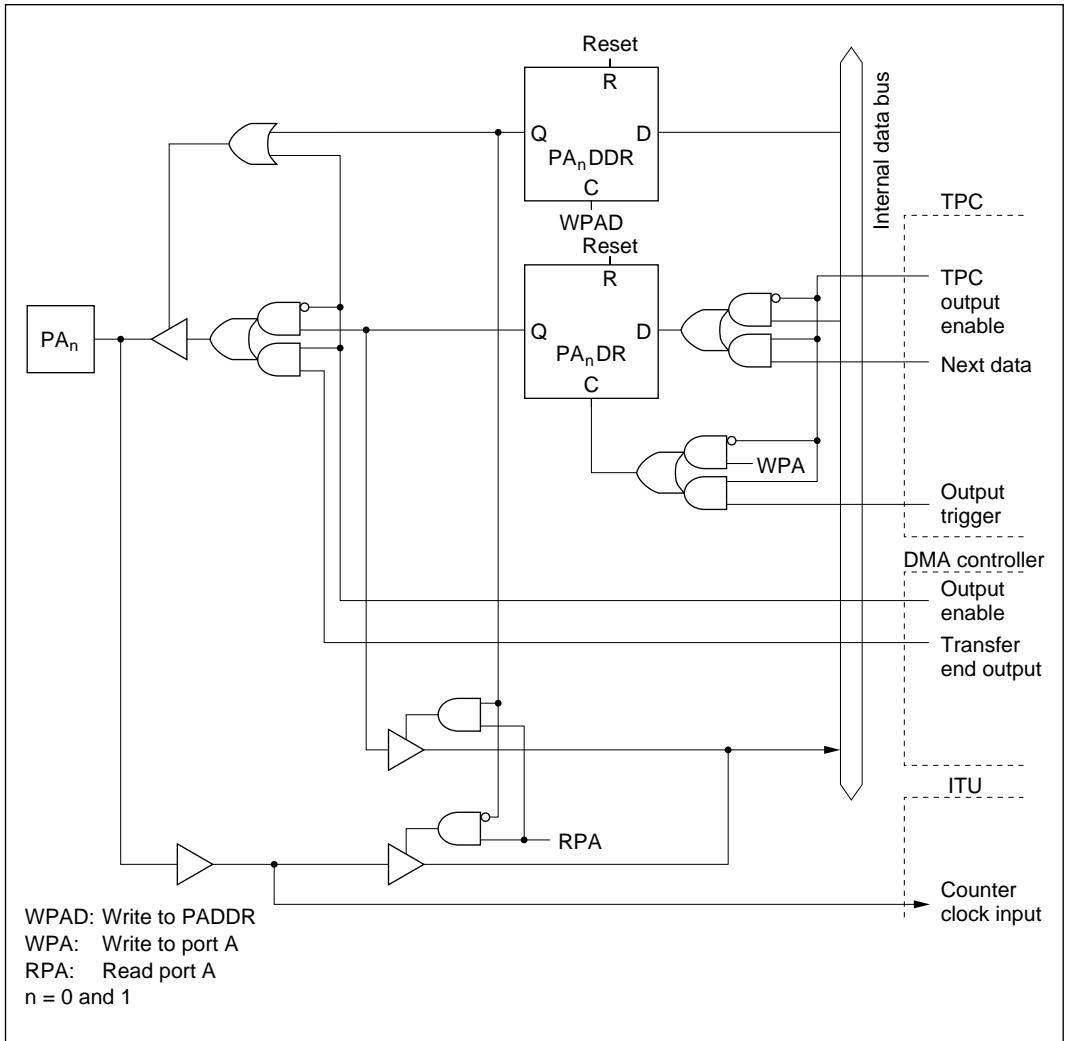 Reset
R
Q
D
PAnDDR
C
WPAD
Reset
R
Q
D
PAnDR
C
WPA
Internal data bus
TPC
TPC
output
enable
Next data
Output
trigger
DMA controller
Output
enable
Transfer
end output
ITU
Counter
clock input
PAn
RPA
WPAD: Write to PADDR
WPA: Write to port A
RPA: Read port A
n = 0 and 1